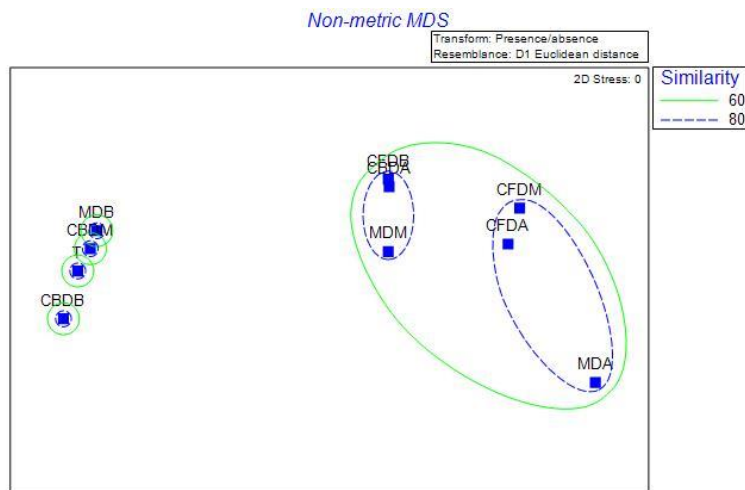 Non-metric MDS
Transform: Presence/absence
Resemblance: D1 Euclidean distance
2D Stress: 0
Similarity
60
80
CFDB
CBDA
CFDM
MDB
CBDM
CFDA
MDM
T
CBDB
MDA